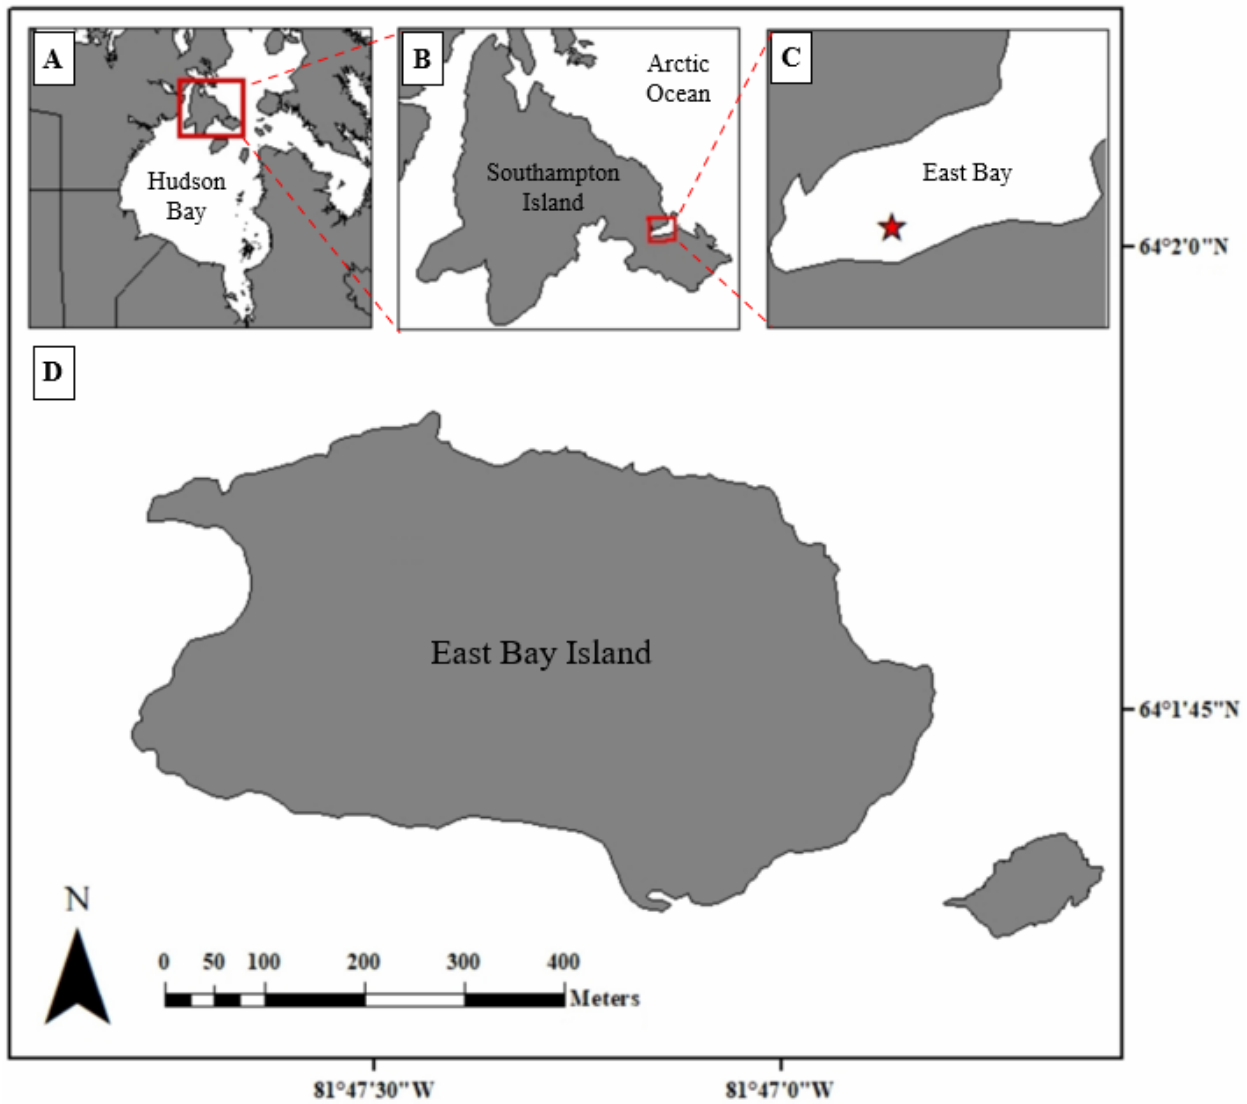 A
B
C
Arctic
Ocean
Hudson
Bay
Southampton
Island
East Bay
64°2'0"N
D
East Bay Island
64°1'45"N
N
0 50 100 200 300 400
Meters
81°47'30"W
81°47'0"W